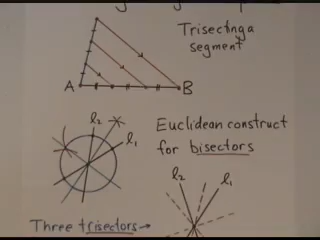 Trisecting a
segment
A
B
l₂
l₁
Euclidean construct
for bisectors
l₂
l₁
Three trisectors→